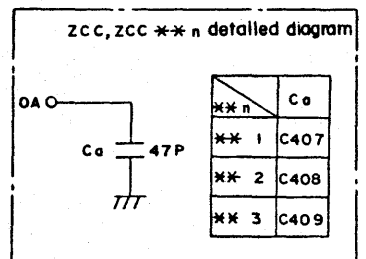 ZCC, ZCC ** n detailed diagram
OA
Ca 47P
**n Ca
** 1 C407
** 2 C408
** 3 C409